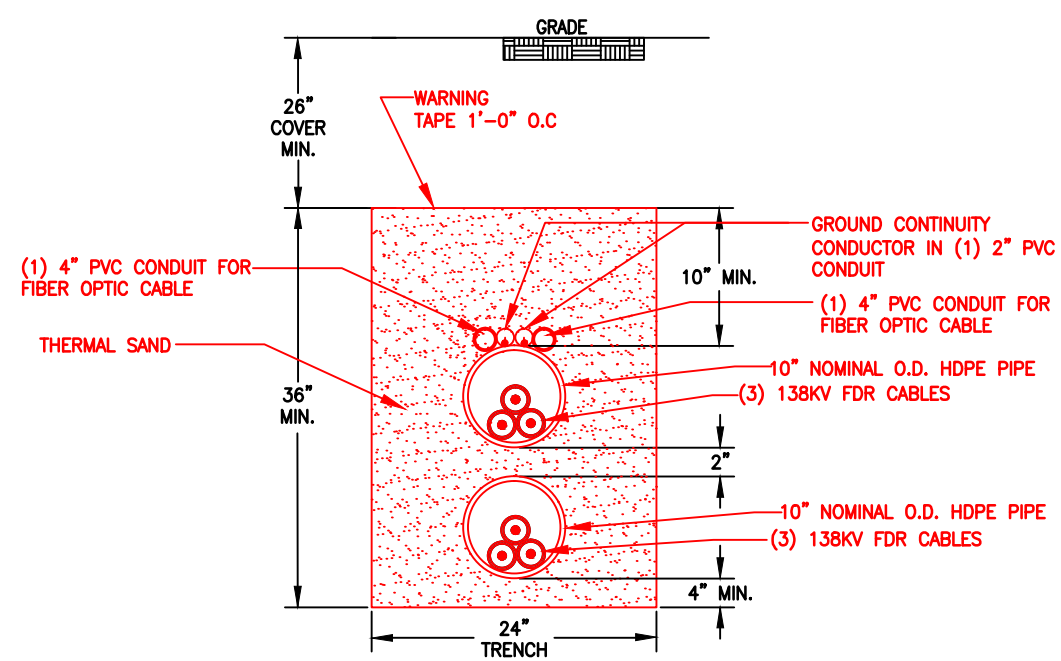 GRADE
26"
COVER
MIN.
WARNING
TAPE 1'-0" O.C
GROUND CONTINUITY
CONDUCTOR IN (1) 2" PVC
CONDUIT
(1) 4" PVC CONDUIT FOR
FIBER OPTIC CABLE
10" MIN.
(1) 4" PVC CONDUIT FOR
FIBER OPTIC CABLE
THERMAL SAND
10" NOMINAL O.D. HDPE PIPE
(3) 138KV FDR CABLES
36"
MIN.
2"
10" NOMINAL O.D. HDPE PIPE
(3) 138KV FDR CABLES
4" MIN.
24"
TRENCH